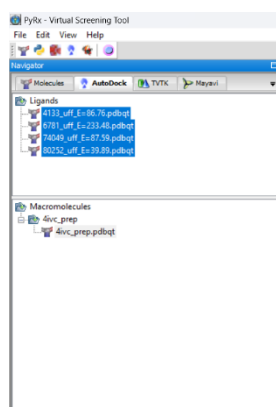 PyRx - Virtual Screening Tool
File Edit View Help
Navigator
Molecules AutoDock TVTK Mayavi
Ligands
4133_uff_E=86.76.pdbqt
6781_uff_E=233.48.pdbqt
74049_uff_E=87.59.pdbqt
80252_uff_E=39.89.pdbqt
Macromolecules
4ivc_prep
4ivc_prep.pdbqt